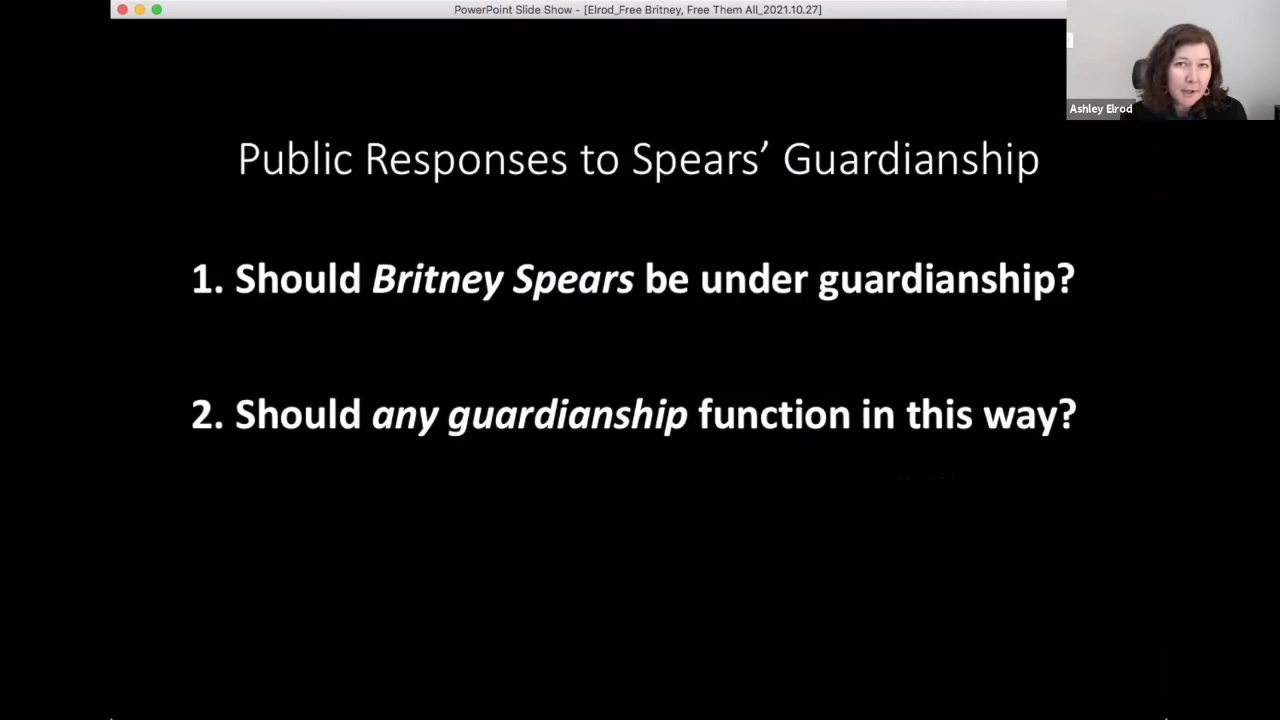 PowerPoint Slide Show - [Elrod_Free Britney, Free Them All_2021.10.27]
Ashley Elrod
Public Responses to Spears’ Guardianship
1. Should Britney Spears be under guardianship?
2. Should any guardianship function in this way?